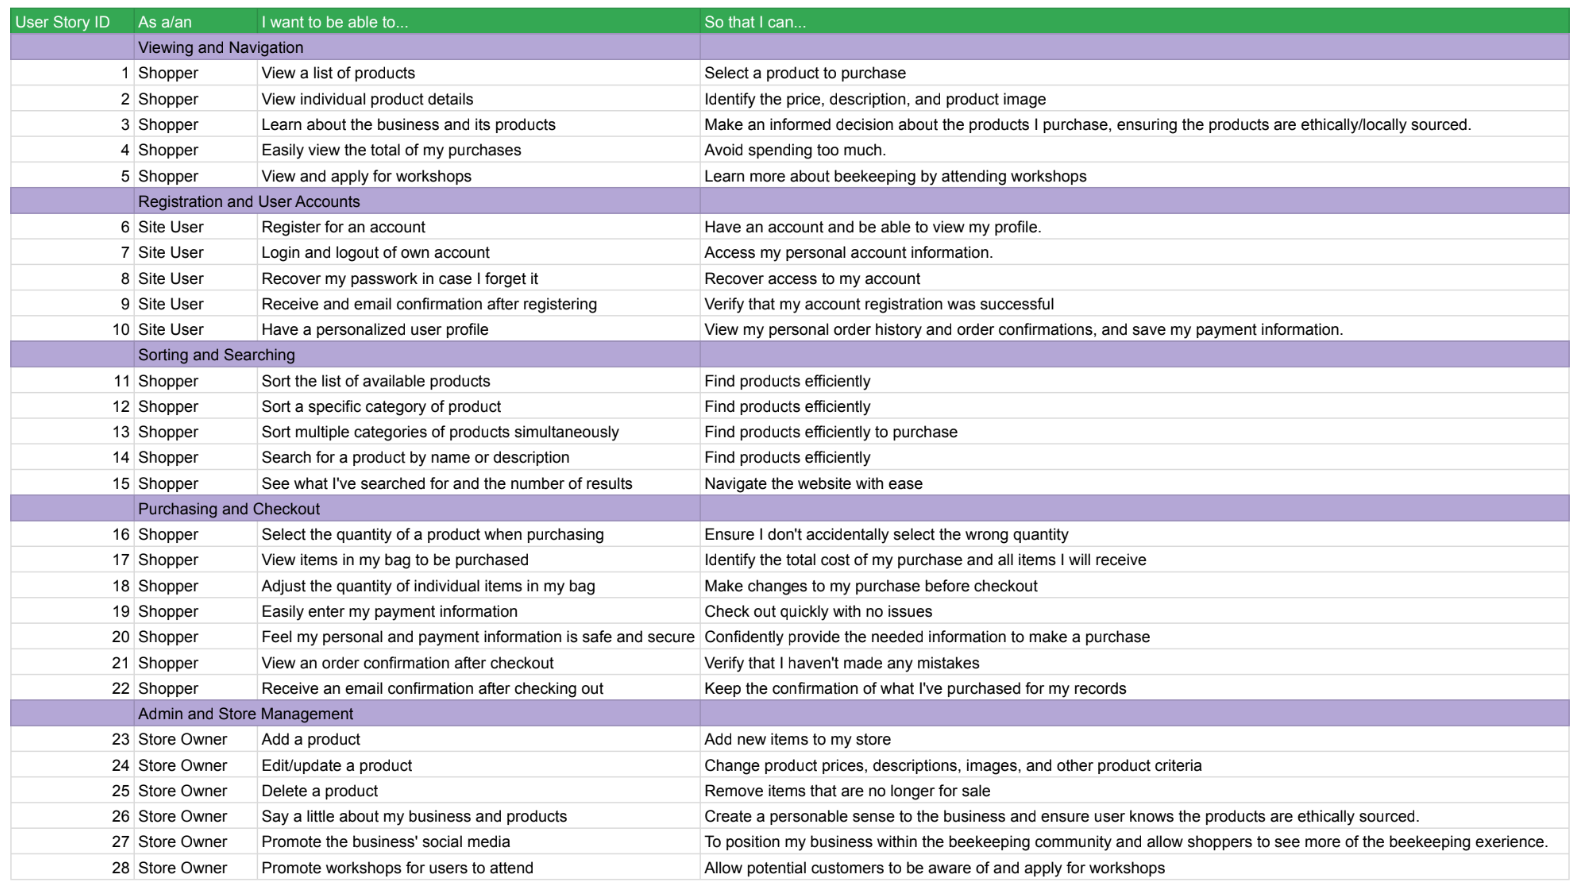 User Story ID As a/an I want to be able to... So that I can...
Viewing and Navigation
1 Shopper View a list of products Select a product to purchase
2 Shopper View individual product details Identify the price, description, and product image
3 Shopper Learn about the business and its products Make an informed decision about the products I purchase, ensuring the products are ethically/locally sourced.
4 Shopper Easily view the total of my purchases Avoid spending too much.
5 Shopper View and apply for workshops Learn more about beekeeping by attending workshops
Registration and User Accounts
6 Site User Register for an account Have an account and be able to view my profile.
7 Site User Login and logout of own account Access my personal account information.
8 Site User Recover my passwork in case I forget it Recover access to my account
9 Site User Receive and email confirmation after registering Verify that my account registration was successful
10 Site User Have a personalized user profile View my personal order history and order confirmations, and save my payment information.
Sorting and Searching
11 Shopper Sort the list of available products Find products efficiently
12 Shopper Sort a specific category of product Find products efficiently
13 Shopper Sort multiple categories of products simultaneously Find products efficiently to purchase
14 Shopper Search for a product by name or description Find products efficiently
15 Shopper See what I've searched for and the number of results Navigate the website with ease
Purchasing and Checkout
16 Shopper Select the quantity of a product when purchasing Ensure I don't accidentally select the wrong quantity
17 Shopper View items in my bag to be purchased Identify the total cost of my purchase and all items I will receive
18 Shopper Adjust the quantity of individual items in my bag Make changes to my purchase before checkout
19 Shopper Easily enter my payment information Check out quickly with no issues
20 Shopper Feel my personal and payment information is safe and secure Confidently provide the needed information to make a purchase
21 Shopper View an order confirmation after checkout Verify that I haven't made any mistakes
22 Shopper Receive an email confirmation after checking out Keep the confirmation of what I've purchased for my records
Admin and Store Management
23 Store Owner Add a product Add new items to my store
24 Store Owner Edit/update a product Change product prices, descriptions, images, and other product criteria
25 Store Owner Delete a product Remove items that are no longer for sale
26 Store Owner Say a little about my business and products Create a personable sense to the business and ensure user knows the products are ethically sourced.
27 Store Owner Promote the business' social media To position my business within the beekeeping community and allow shoppers to see more of the beekeeping exerience.
28 Store Owner Promote workshops for users to attend Allow potential customers to be aware of and apply for workshops